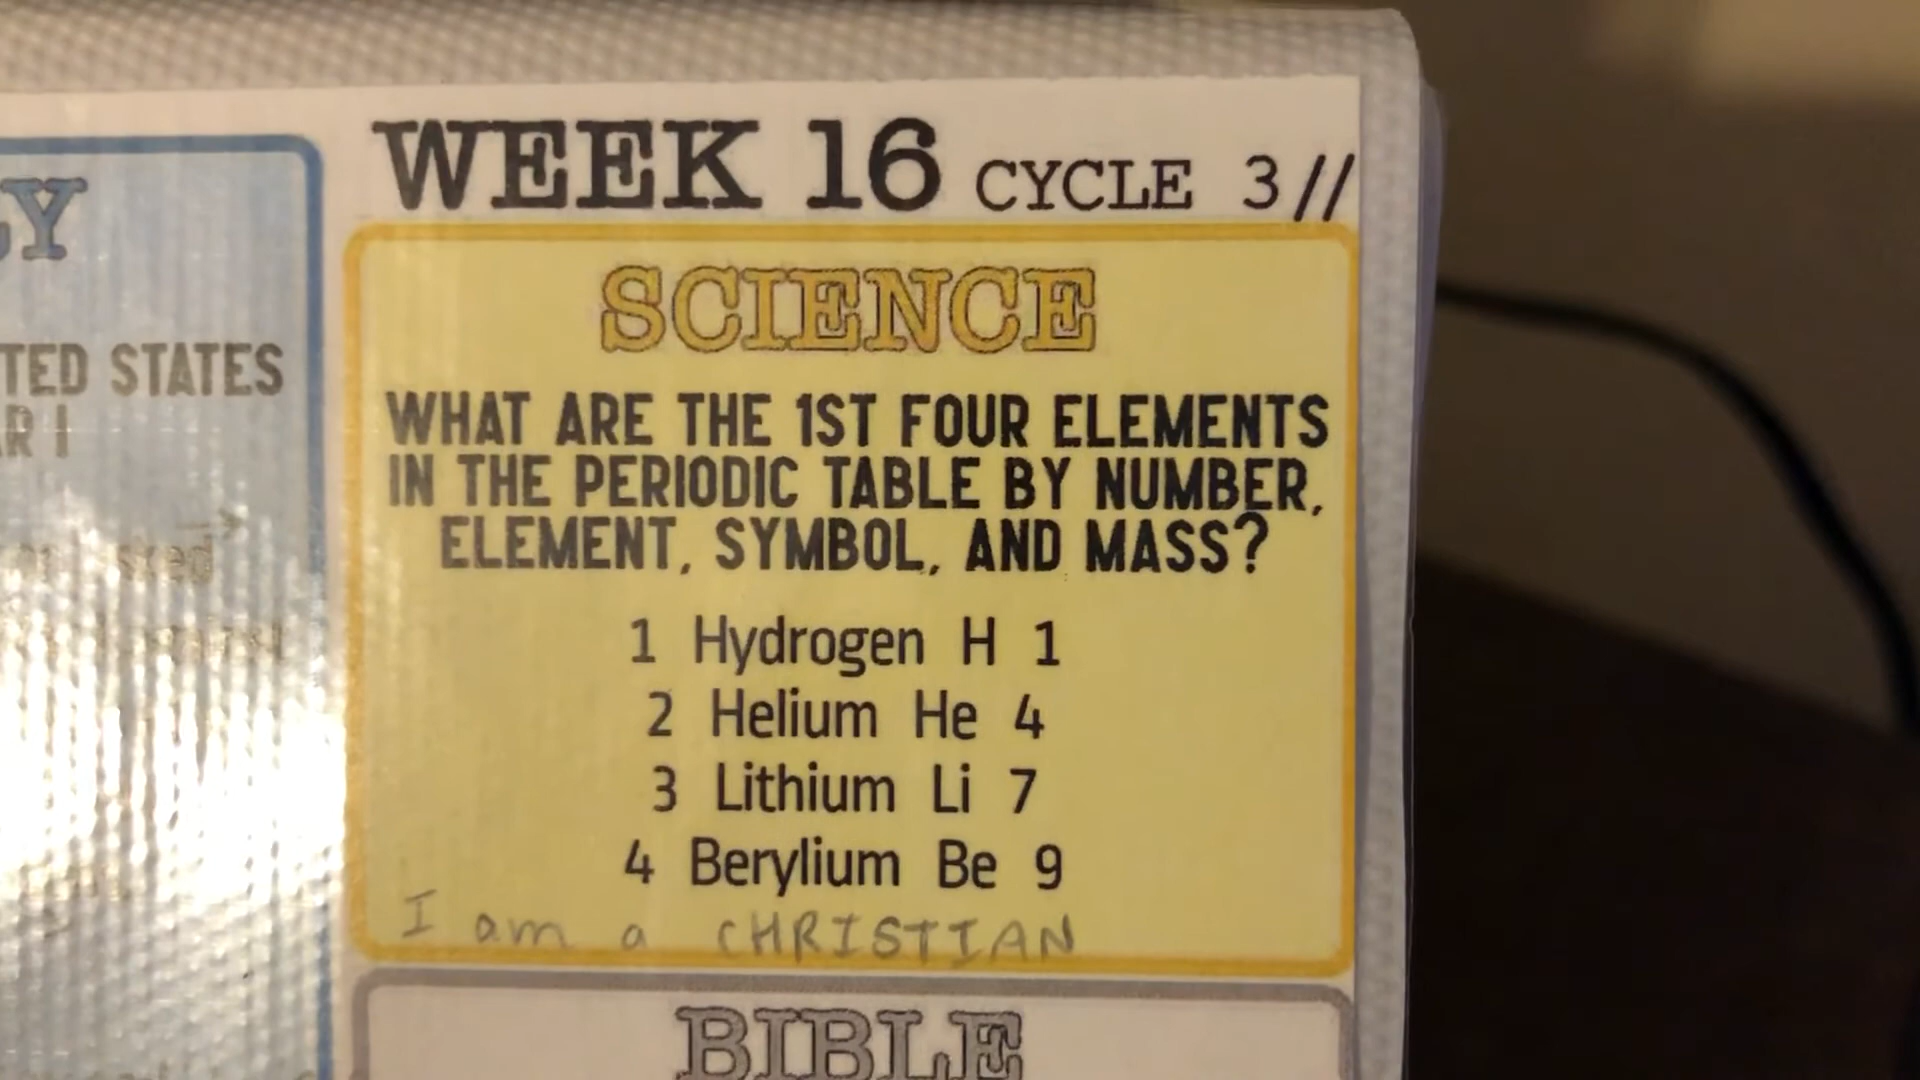 WEEK 16 CYCLE 3//
Y
TED STATES
R I
SCIENCE
WHAT ARE THE 1ST FOUR ELEMENTS
IN THE PERIODIC TABLE BY NUMBER,
ELEMENT, SYMBOL, AND MASS?
1 Hydrogen H 1
2 Helium He 4
3 Lithium Li 7
4 Berylium Be 9
I am a CHRISTIAN
BIBLE